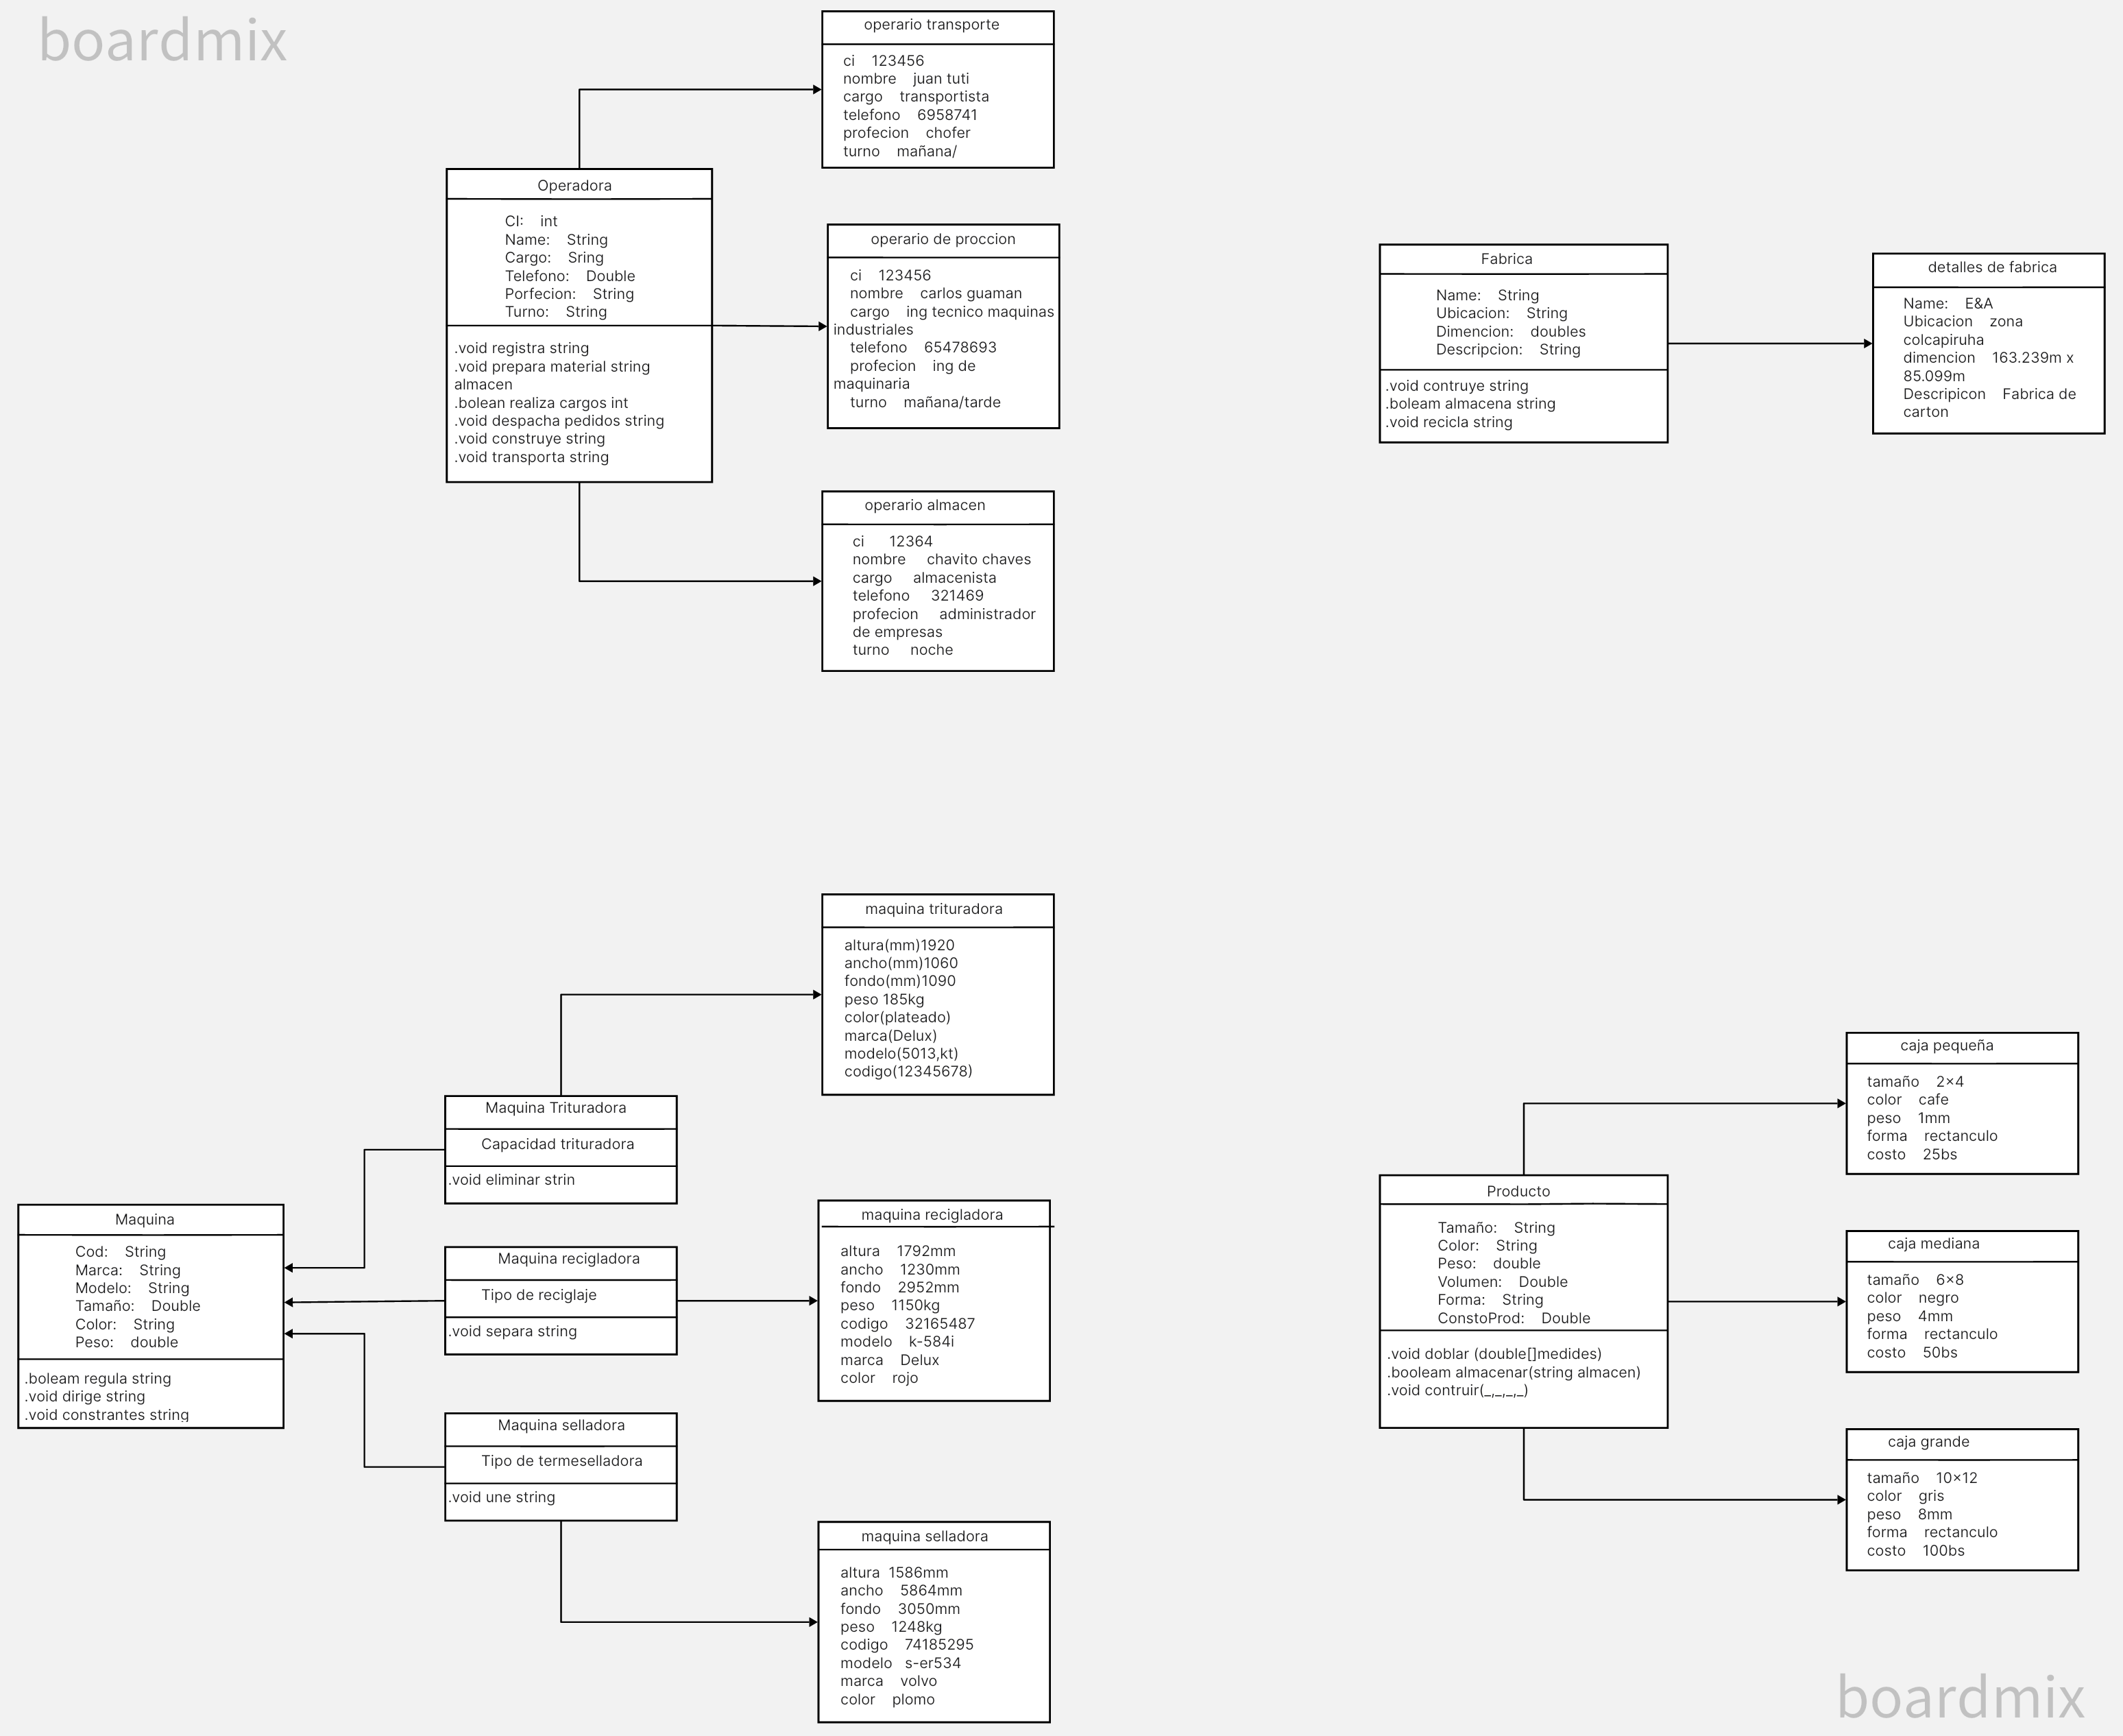 boardmix
operario transporte
ci 123456
nombre juan tuti
cargo transportista
telefono 6958741
profecion chofer
turno mañana/
Operadora
CI: int
Name: String
Cargo: Sring
Telefono: Double
Porfecion: String
Turno: String
.void registra string
.void prepara material string
almacen
.bolean realiza cargos int
.void despacha pedidos string
.void construye string
.void transporta string
operario de proccion
ci 123456
nombre carlos guaman
cargo ing tecnico maquinas
industriales
telefono 65478693
profecion ing de
maquinaria
turno mañana/tarde
operario almacen
ci 12364
nombre chavito chaves
cargo almacenista
telefono 321469
profecion administrador
de empresas
turno noche
Fabrica
Name: String
Ubicacion: String
Dimencion: doubles
Descripcion: String
.void contruye string
.boleam almacena string
.void recicla string
detalles de fabrica
Name: E&A
Ubicacion zona
colcapiruha
dimencion 163.239m x
85.099m
Descripicon Fabrica de
carton
maquina trituradora
altura(mm)1920
ancho(mm)1060
fondo(mm)1090
peso 185kg
color(plateado)
marca(Delux)
modelo(5013,kt)
codigo(12345678)
Maquina Trituradora
Capacidad trituradora
.void eliminar strin
Maquina
Cod: String
Marca: String
Modelo: String
Tamaño: Double
Color: String
Peso: double
.boleam regula string
.void dirige string
.void constrantes string
Maquina recigladora
Tipo de reciglaje
.void separa string
maquina recigladora
altura 1792mm
ancho 1230mm
fondo 2952mm
peso 1150kg
codigo 32165487
modelo k-584i
marca Delux
color rojo
Maquina selladora
Tipo de termeselladora
.void une string
maquina selladora
altura 1586mm
ancho 5864mm
fondo 3050mm
peso 1248kg
codigo 74185295
modelo s-er534
marca volvo
color plomo
Producto
Tamaño: String
Color: String
Peso: double
Volumen: Double
Forma: String
ConstoProd: Double
.void doblar (double[]medides)
.booleam almacenar(string almacen)
.void contruir(_,_,_,_)
caja pequeña
tamaño 2x4
color cafe
peso 1mm
forma rectanculo
costo 25bs
caja mediana
tamaño 6x8
color negro
peso 4mm
forma rectanculo
costo 50bs
caja grande
tamaño 10x12
color gris
peso 8mm
forma rectanculo
costo 100bs
boardmix